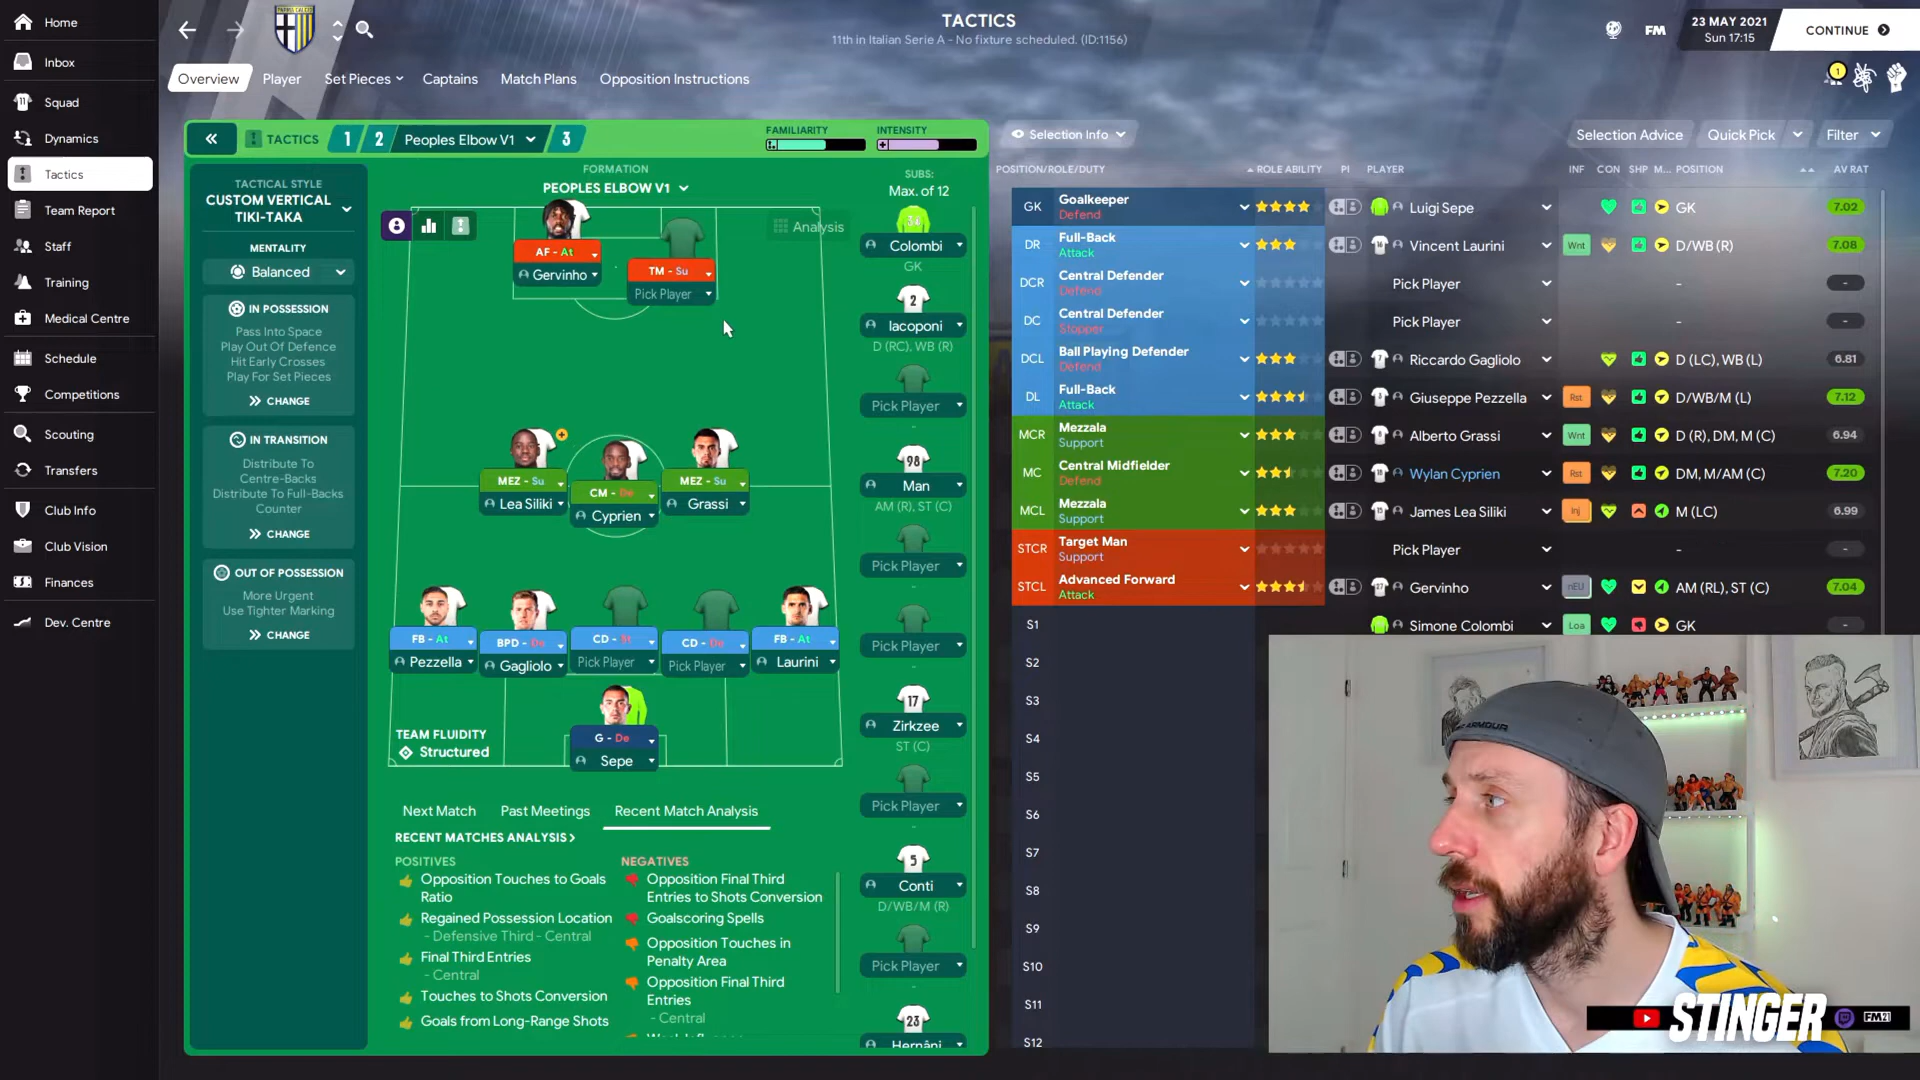 Home
Inbox
Squad
Dynamics
Tactics
Team Report
Staff
Training
Medical Centre
Schedule
Competitions
Scouting
Transfers
Club Info
Club Vision
Finances
Dev. Centre
TACTICS
11th in Italian Serie A - No fixture scheduled. (ID:1156)
FM
23 MAY 2021
Sun 17:15
CONTINUE
Overview
Player
Set Pieces
Captains
Match Plans
Opposition Instructions
1
TACTICS
1
2
Peoples Elbow V1
3
FAMILIARITY
INTENSITY
TACTICAL STYLE
CUSTOM VERTICAL
TIKI-TAKA
MENTALITY
Balanced
IN POSSESSION
Pass Into Space
Play Out Of Defence
Hit Early Crosses
Play For Set Pieces
CHANGE
IN TRANSITION
Distribute To
Centre-Backs
Distribute To Full-Backs
Counter
CHANGE
OUT OF POSSESSION
More Urgent
Use Tighter Marking
CHANGE
FORMATION
PEOPLES ELBOW V1
Analysis
AF - At
Gervinho
TM - Su
Pick Player
MEZ - Su
Lea Siliki
CM - De
Cyprien
MEZ - Su
Grassi
FB - At
Pezzella
BPD - De
Gagliolo
CD - St
Pick Player
CD - De
Pick Player
FB - At
Laurini
G - De
Sepe
TEAM FLUIDITY
Structured
Next Match
Past Meetings
Recent Match Analysis
RECENT MATCHES ANALYSIS>
POSITIVES
Opposition Touches to Goals
Ratio
Regained Possession Location
- Defensive Third - Central
Final Third Entries
- Central
Touches to Shots Conversion
Goals from Long-Range Shots
NEGATIVES
Opposition Final Third
Entries to Shots Conversion
Goalscoring Spells
Opposition Touches in
Penalty Area
Opposition Final Third
Entries
- Central
SUBS:
Max. of 12
34
Colombi
GK
2
Iacoponi
D (RC), WB (R)
Pick Player
-
98
Man
AM (R), ST (C)
Pick Player
-
Pick Player
-
17
Zirkzee
ST (C)
Pick Player
-
5
Conti
D/WB/M (R)
Pick Player
-
23
Hernâni
Selection Info
Selection Advice
Quick Pick
Filter
POSITION/ROLE/DUTY
ROLE ABILITY
PI
PLAYER
INF
CON
SHP
M...
POSITION
AV RAT
GK
Goalkeeper
Defend
Luigi Sepe
GK
7.02
DR
Full-Back
Attack
Vincent Laurini
Wnt
D/WB (R)
7.08
DCR
Central Defender
Defend
Pick Player
-
-
DC
Central Defender
Stopper
Pick Player
-
-
DCL
Ball Playing Defender
Defend
Riccardo Gagliolo
D (LC), WB (L)
6.81
DL
Full-Back
Attack
Giuseppe Pezzella
Rst
D/WB/M (L)
7.12
MCR
Mezzala
Support
Alberto Grassi
Wnt
D (R), DM, M (C)
6.94
MC
Central Midfielder
Defend
Wylan Cyprien
Rst
DM, M/AM (C)
7.20
MCL
Mezzala
Support
James Lea Siliki
Inj
M (LC)
6.99
STCR
Target Man
Support
Pick Player
-
-
STCL
Advanced Forward
Attack
Gervinho
nEU
AM (RL), ST (C)
7.04
S1
Simone Colombi
Loa
GK
-
S2
S3
S4
S5
S6
S7
S8
S9
S10
S11
S12
STINGER
FM21